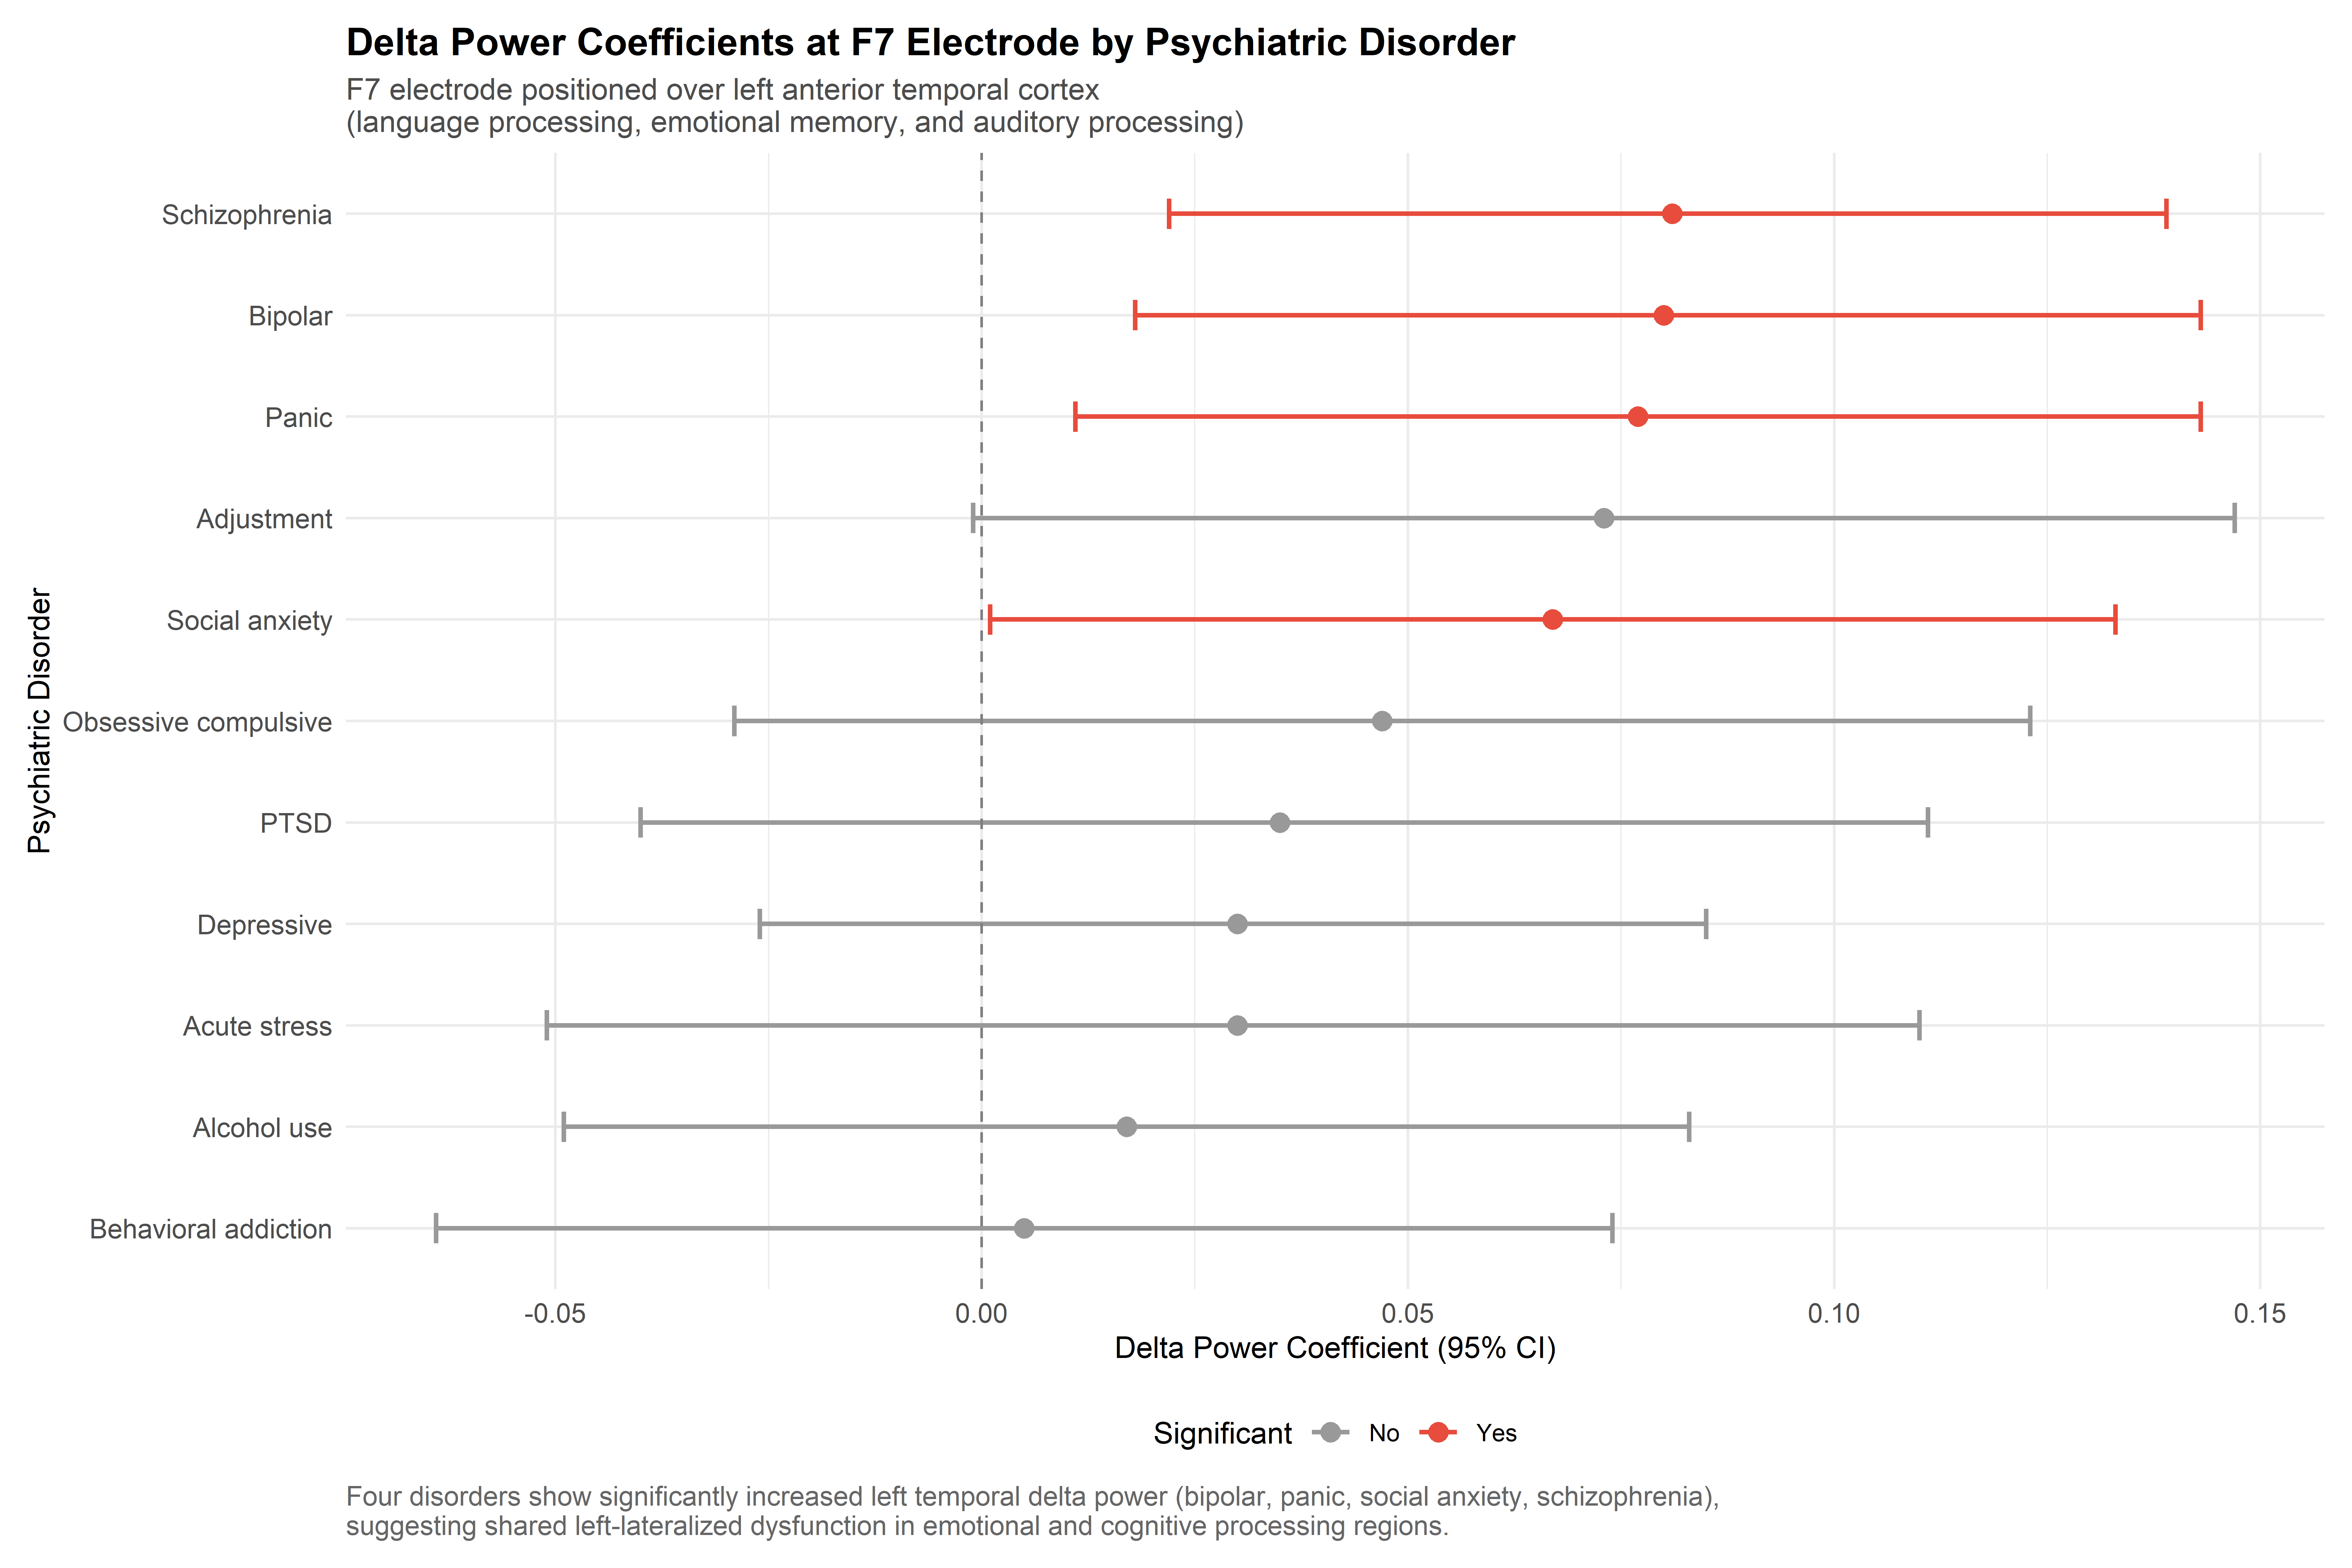 Delta Power Coefficients at F7 Electrode by Psychiatric Disorder
F7 electrode positioned over left anterior temporal cortex
(language processing, emotional memory, and auditory processing)
Psychiatric Disorder
Schizophrenia
Bipolar
Panic
Adjustment
Social anxiety
Obsessive compulsive
PTSD
Depressive
Acute stress
Alcohol use
Behavioral addiction
-0.05 0.00 0.05 0.10 0.15
Delta Power Coefficient (95% CI)
Significant No Yes
Four disorders show significantly increased left temporal delta power (bipolar, panic, social anxiety, schizophrenia),
suggesting shared left-lateralized dysfunction in emotional and cognitive processing regions.